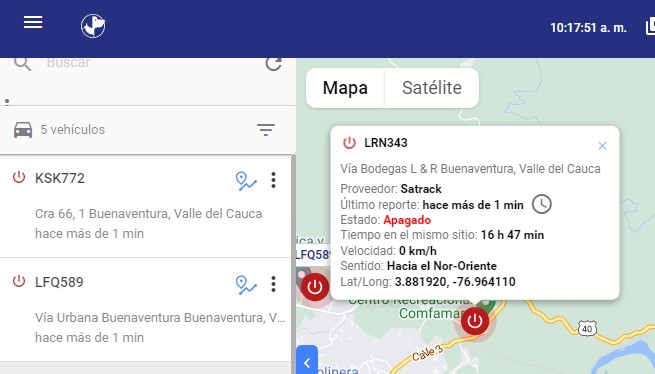 10:17:51 a. m.
Buscar
5 vehículos
KSK772
Cra 66, 1 Buenaventura, Valle del Cauca
hace más de 1 min
LFQ589
Vía Urbana Buenaventura Buenaventura, V...
hace más de 1 min
Mapa
Satélite
LRN343
Vía Bodegas L & R Buenaventura, Valle del Cauca
Proveedor: Satrack
Último reporte: hace más de 1 min
Estado: Apagado
Tiempo en el mismo sitio: 16 h 47 min
Velocidad: 0 km/h
Sentido: Hacia el Nor-Oriente
Lat/Long: 3.881920, -76.964110
LFQ589
Centro Recreacional
Comfamar
Calle 3
40